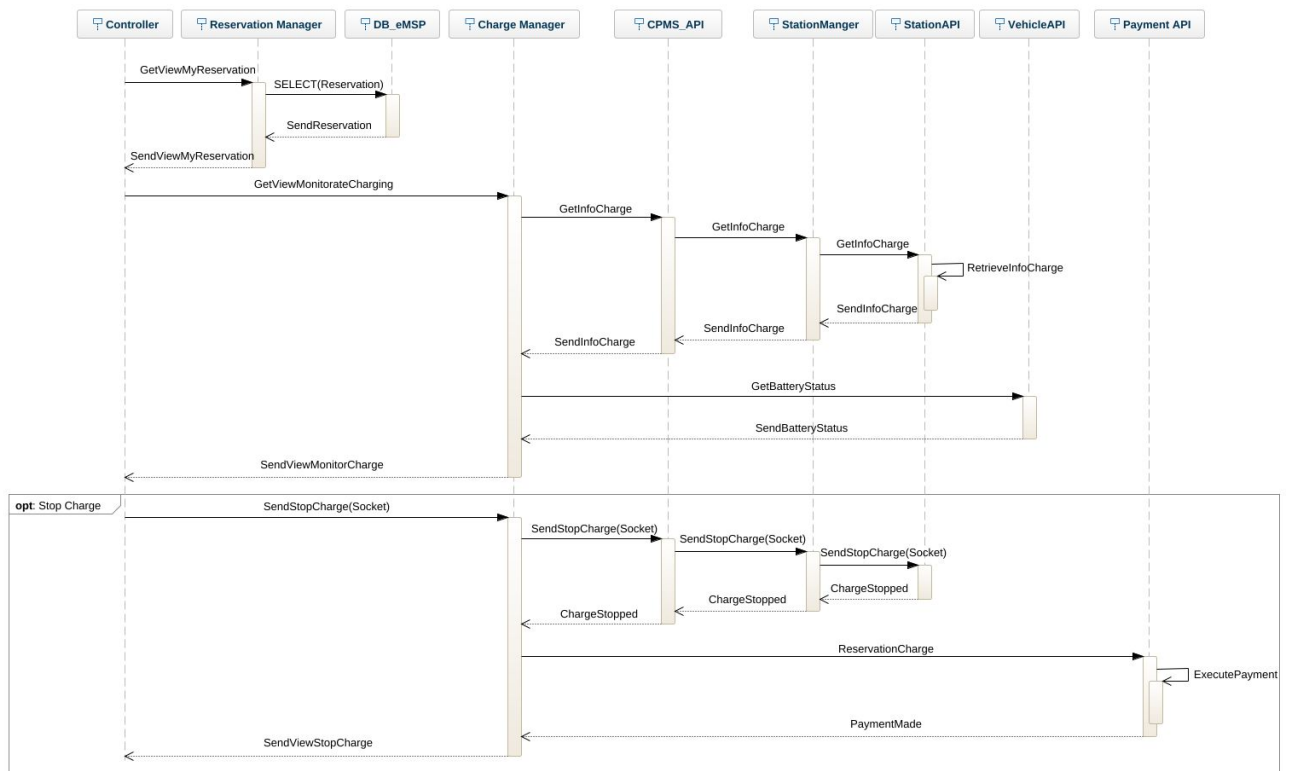 Controller
Reservation Manager
DB_eMSP
Charge Manager
CPMS_API
StationManger
StationAPI
VehicleAPI
Payment API
GetViewMyReservation
SELECT(Reservation)
SendReservation
SendViewMyReservation
GetViewMonitorateCharging
GetInfoCharge
GetInfoCharge
GetInfoCharge
RetrieveInfoCharge
SendInfoCharge
SendInfoCharge
SendInfoCharge
GetBatteryStatus
SendBatteryStatus
SendViewMonitorCharge
opt: Stop Charge
SendStopCharge(Socket)
SendStopCharge(Socket)
SendStopCharge(Socket)
SendStopCharge(Socket)
ChargeStopped
ChargeStopped
ChargeStopped
ReservationCharge
ExecutePayment
PaymentMade
SendViewStopCharge